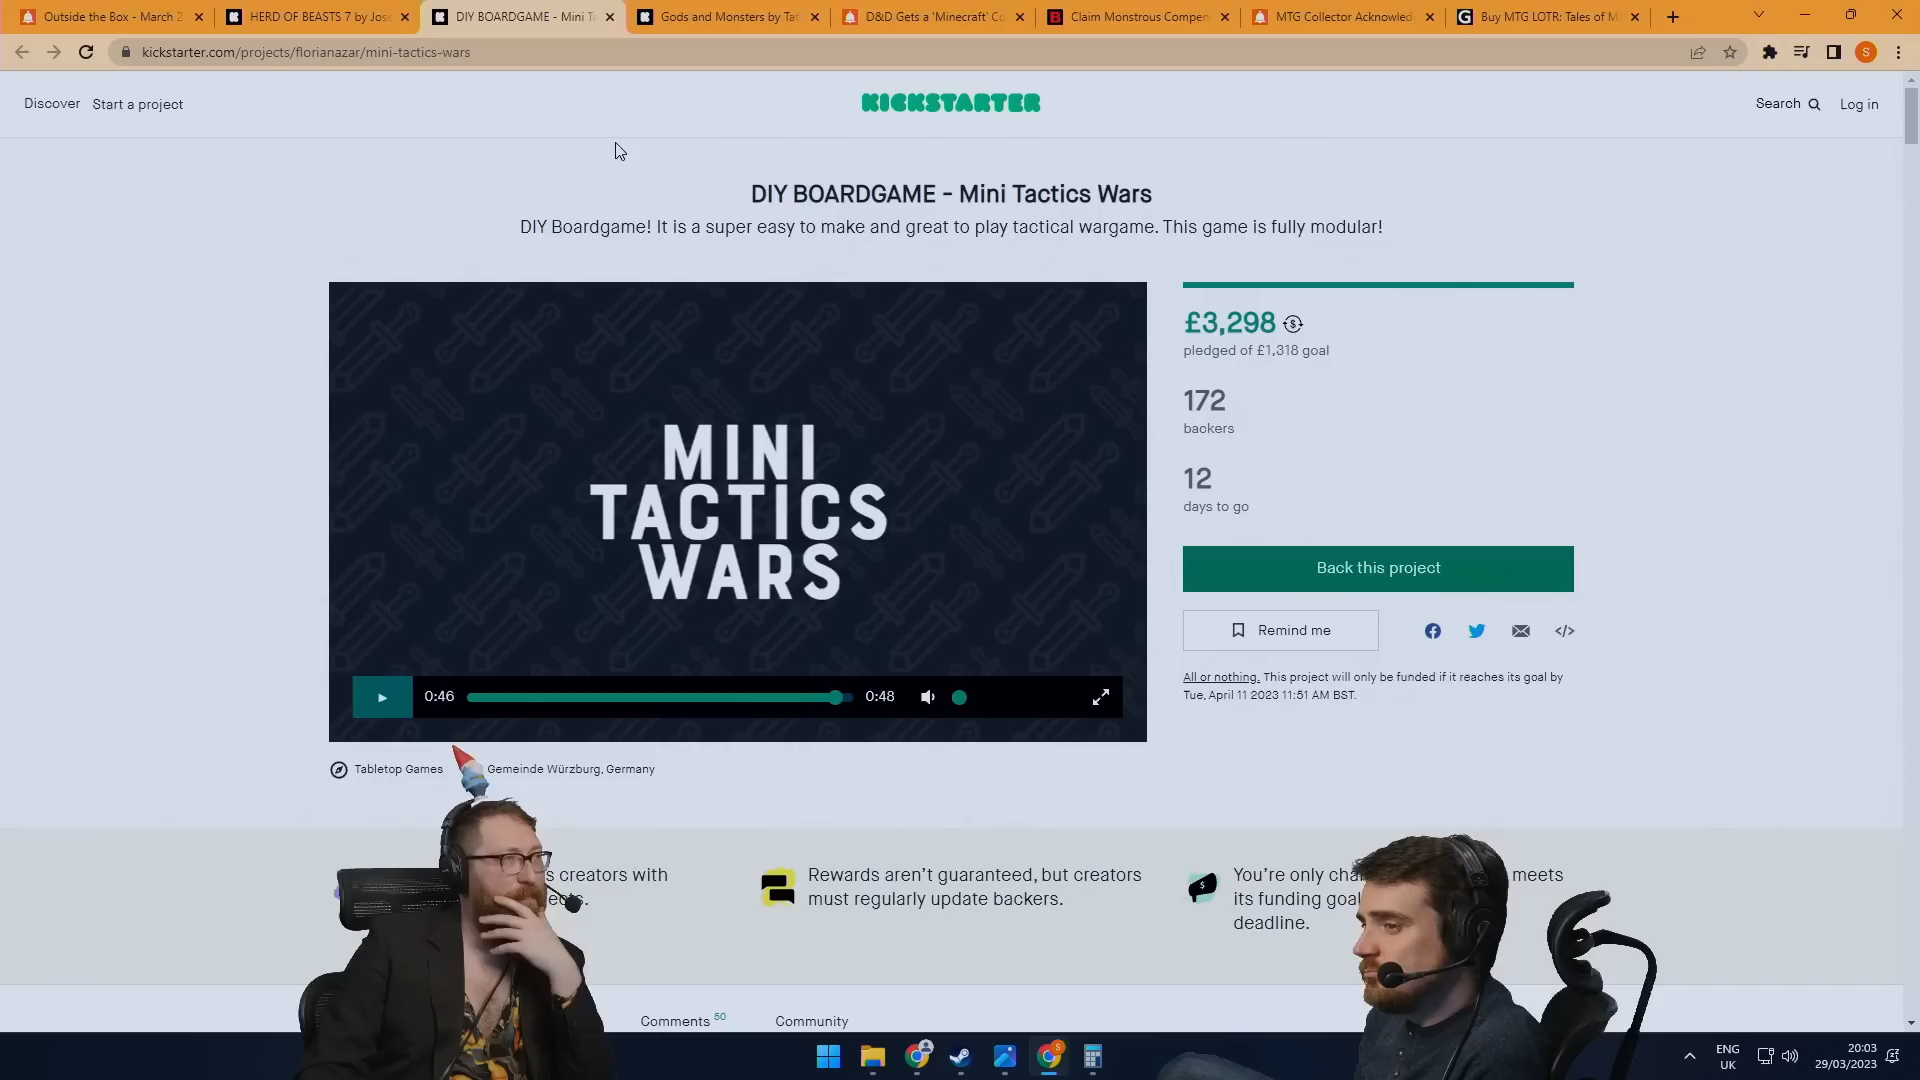 Outside the Box - March 2
HERD OF BEASTS 7 by Jos
DIY BOARDGAME - Mini T
Gods and Monsters by Ta
D&D Gets a 'Minecraft' Co
Claim Monstrous Compen
MTG Collector Acknowled
Buy MTG LOTR: Tales of M
kickstarter.com/projects/florianazar/mini-tactics-wars
S
Discover
Start a project
KICKSTARTER
Search
Log in
DIY BOARDGAME - Mini Tactics Wars
DIY Boardgame! It is a super easy to make and great to play tactical wargame. This game is fully modular!
MINI
TACTICS
WARS
0:46
0:48
£3,298
pledged of £1,318 goal
172
backers
12
days to go
Back this project
Remind me
All or nothing. This project will only be funded if it reaches its goal by
Tue, April 11 2023 11:51 AM BST.
Tabletop Games
Gemeinde Würzburg, Germany
s creators with
Rewards aren't guaranteed, but creators
must regularly update backers.
You're only cha
meets
its funding goa
deadline.
Comments 50
Community
ENG
UK
20:03
29/03/2023